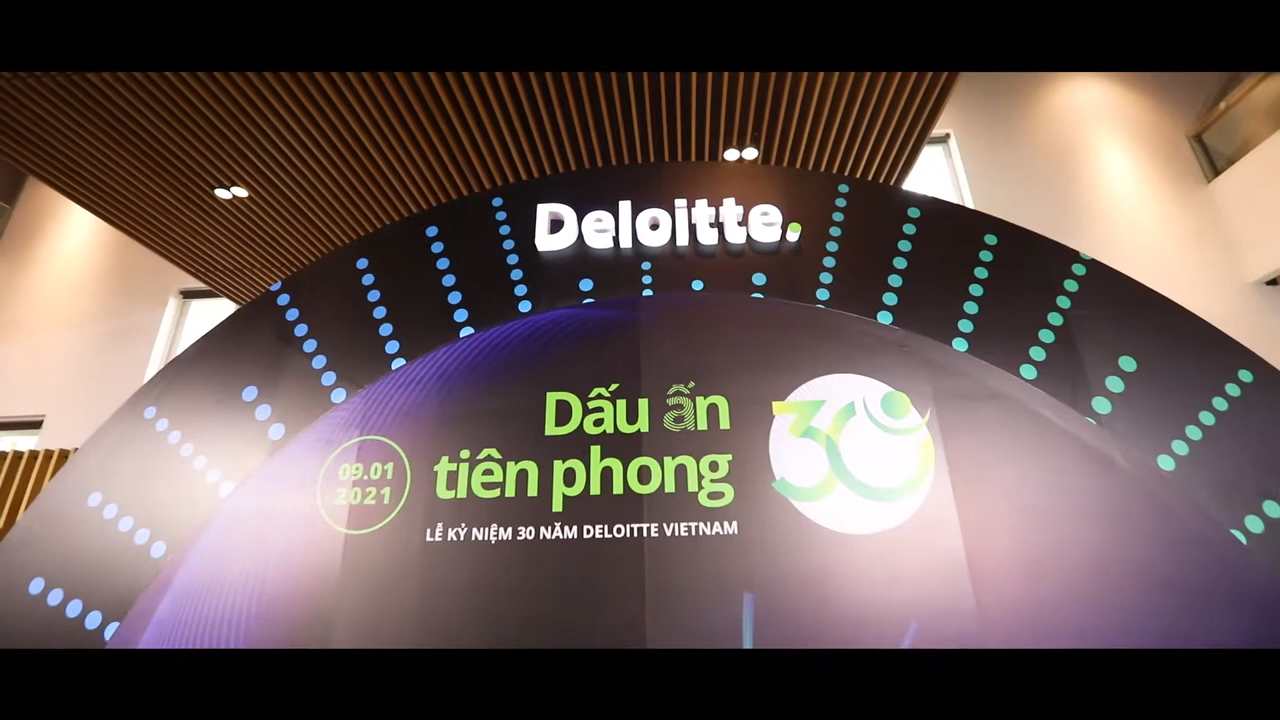 Deloitte.
Dấu ấn
tiên phong
LỄ KỶ NIỆM 30 NĂM DELOITTE VIETNAM
09.01
2021
30